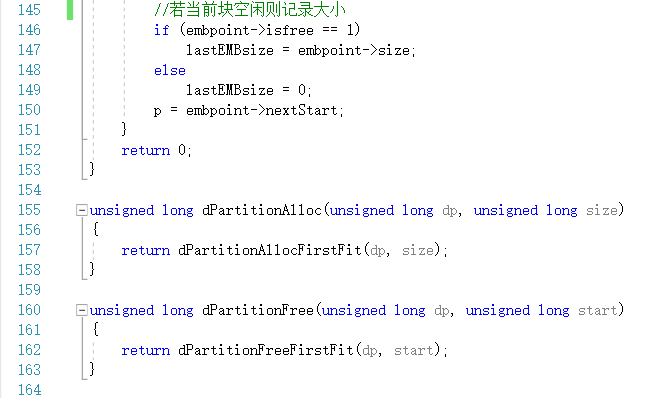 145 //若当前块空闲则记录大小
146 if (embpoint->isfree == 1)
147 lastEMBsize = embpoint->size;
148 else
149 lastEMBsize = 0;
150 p = embpoint->nextStart;
151 }
152 return 0;
153 }
154
155 unsigned long dPartitionAlloc(unsigned long dp, unsigned long size)
156 {
157 return dPartitionAllocFirstFit(dp, size);
158 }
159
160 unsigned long dPartitionFree(unsigned long dp, unsigned long start)
161 {
162 return dPartitionFreeFirstFit(dp, start);
163 }
164